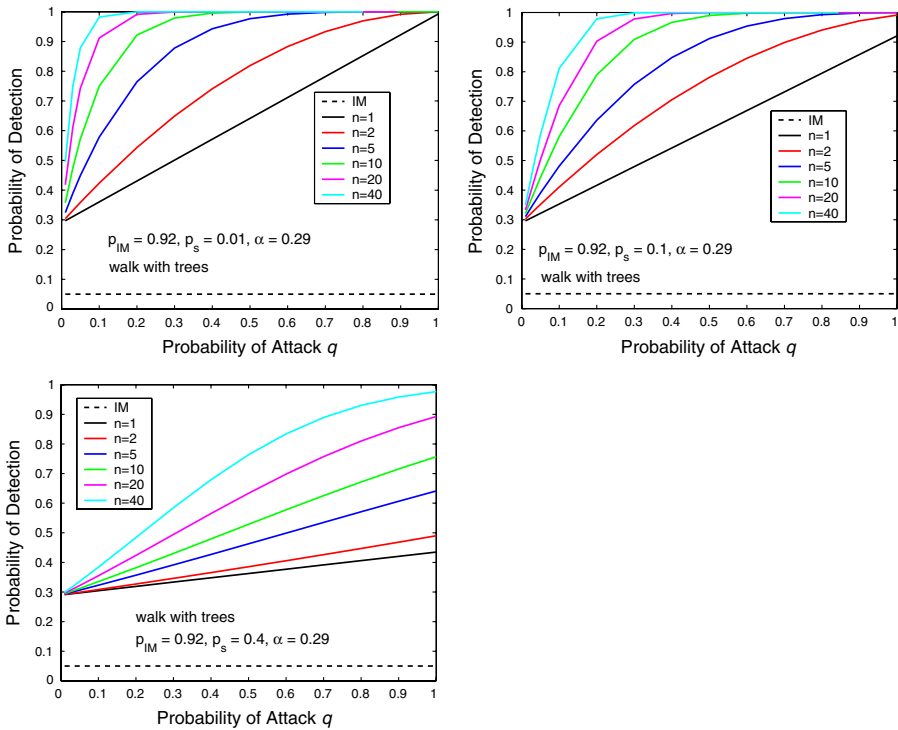 Probability of Detection
1
0.9
0.8
0.7
0.6
0.5
0.4
0.3
0.2
0.1
0
IM
n=1
n=2
n=5
n=10
n=20
n=40
p_IM = 0.92, p_s = 0.01, α = 0.29
walk with trees
0 0.1 0.2 0.3 0.4 0.5 0.6 0.7 0.8 0.9 1
Probability of Attack q
Probability of Detection
1
0.9
0.8
0.7
0.6
0.5
0.4
0.3
0.2
0.1
0
IM
n=1
n=2
n=5
n=10
n=20
n=40
p_IM = 0.92, p_s = 0.1, α = 0.29
walk with trees
0 0.1 0.2 0.3 0.4 0.5 0.6 0.7 0.8 0.9 1
Probability of Attack q
Probability of Detection
1
0.9
0.8
0.7
0.6
0.5
0.4
0.3
0.2
0.1
0
IM
n=1
n=2
n=5
n=10
n=20
n=40
walk with trees
p_IM = 0.92, p_s = 0.4, α = 0.29
0 0.1 0.2 0.3 0.4 0.5 0.6 0.7 0.8 0.9 1
Probability of Attack q